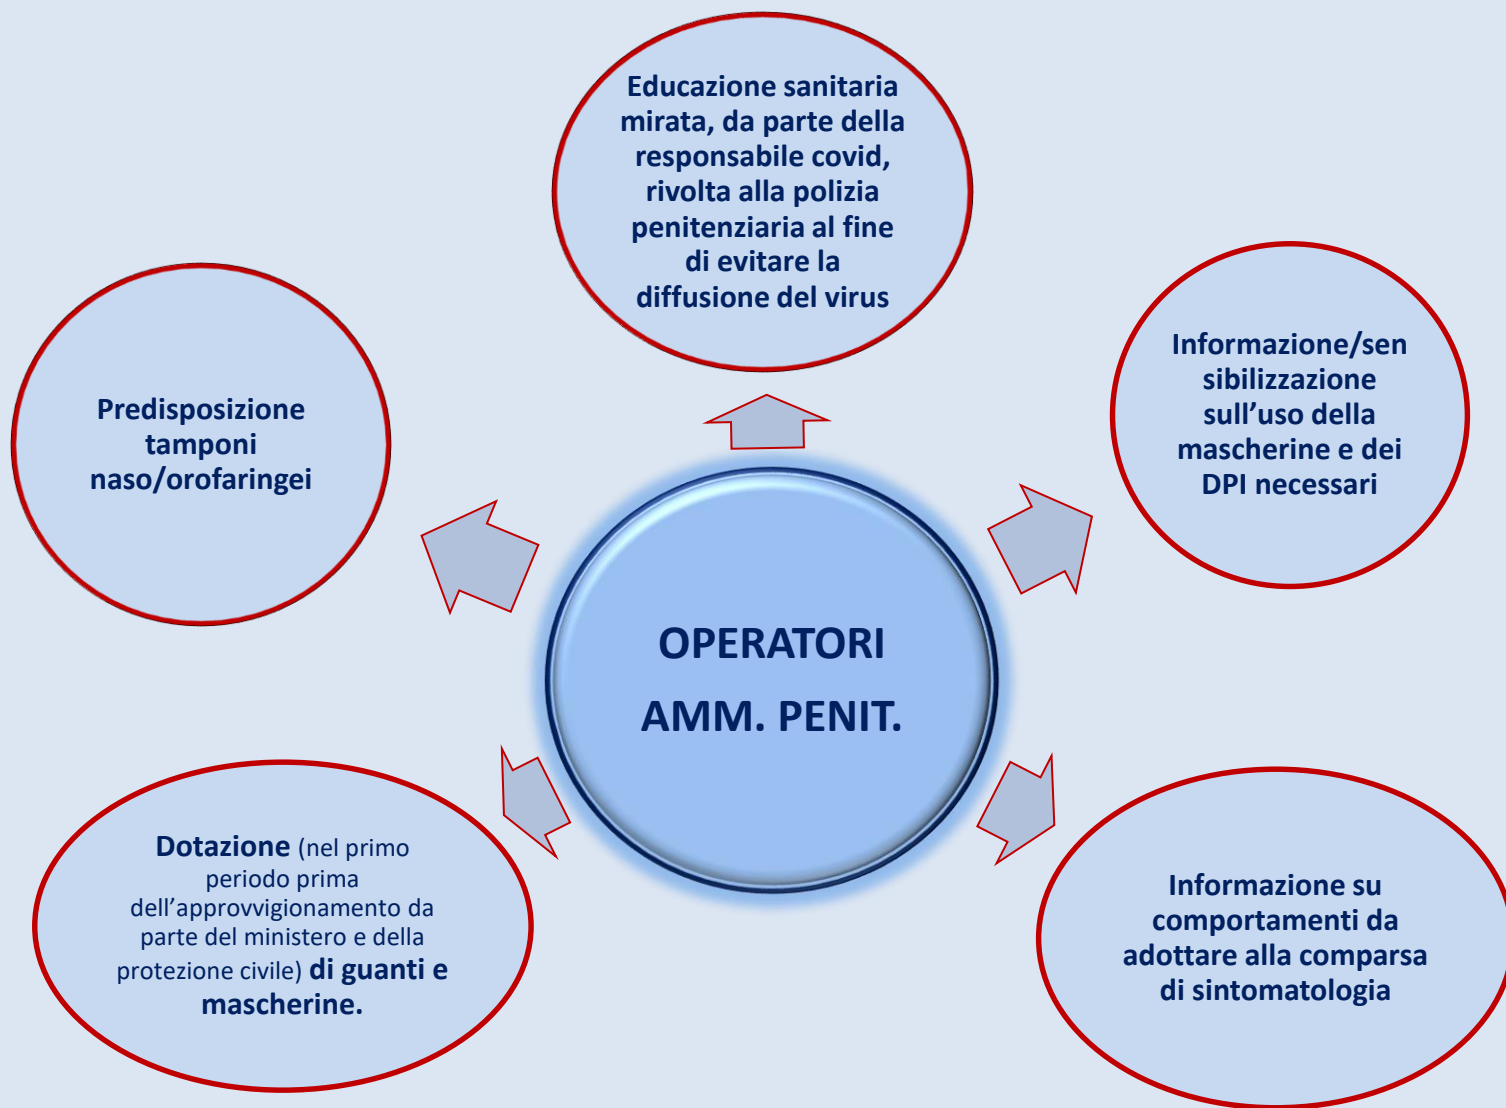 Educazione sanitaria
mirata, da parte della
responsabile covid,
rivolta alla polizia
penitenziaria al fine
di evitare la
diffusione del virus
Informazione/sen
sibilizzazione
sull’uso della
mascherine e dei
DPI necessari
Predisposizione
tamponi
naso/orofaringei
OPERATORI
AMM. PENIT.
Dotazione (nel primo
periodo prima
dell’approvvigionamento da
parte del ministero e della
protezione civile) di guanti e
mascherine.
Informazione su
comportamenti da
adottare alla comparsa
di sintomatologia